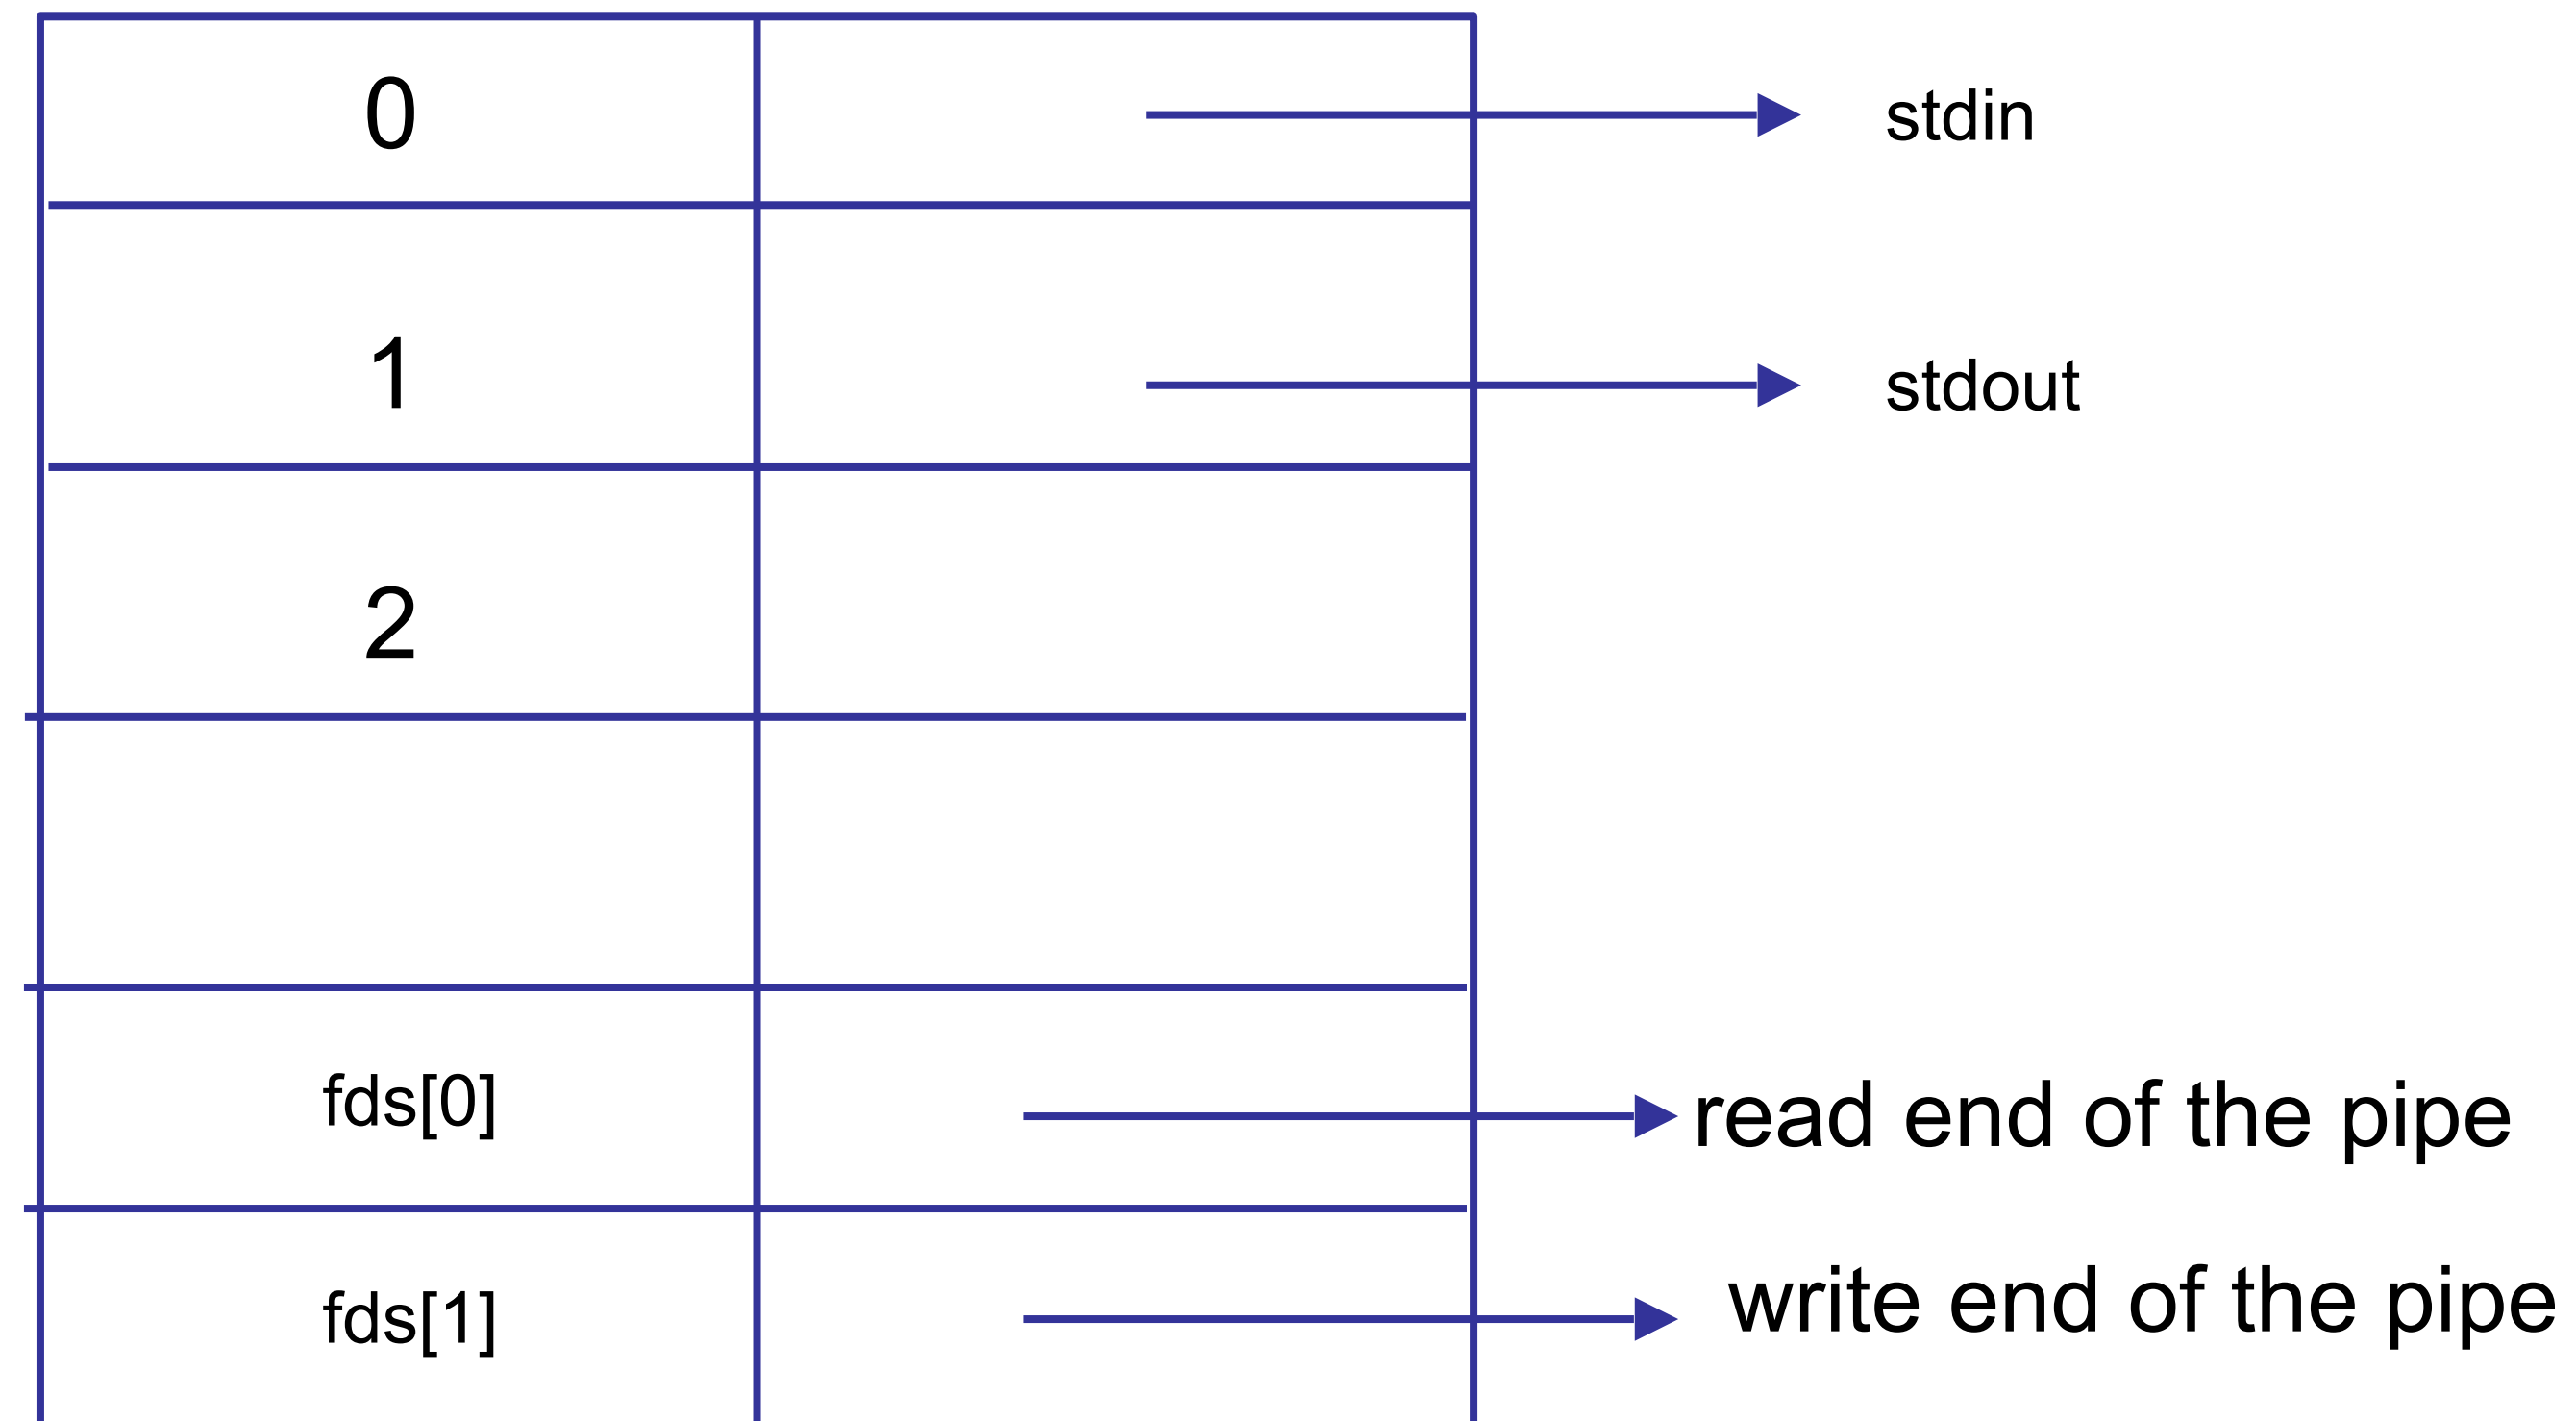 0
stdin
1
stdout
2
fds[0]
read end of the pipe
fds[1]
write end of the pipe